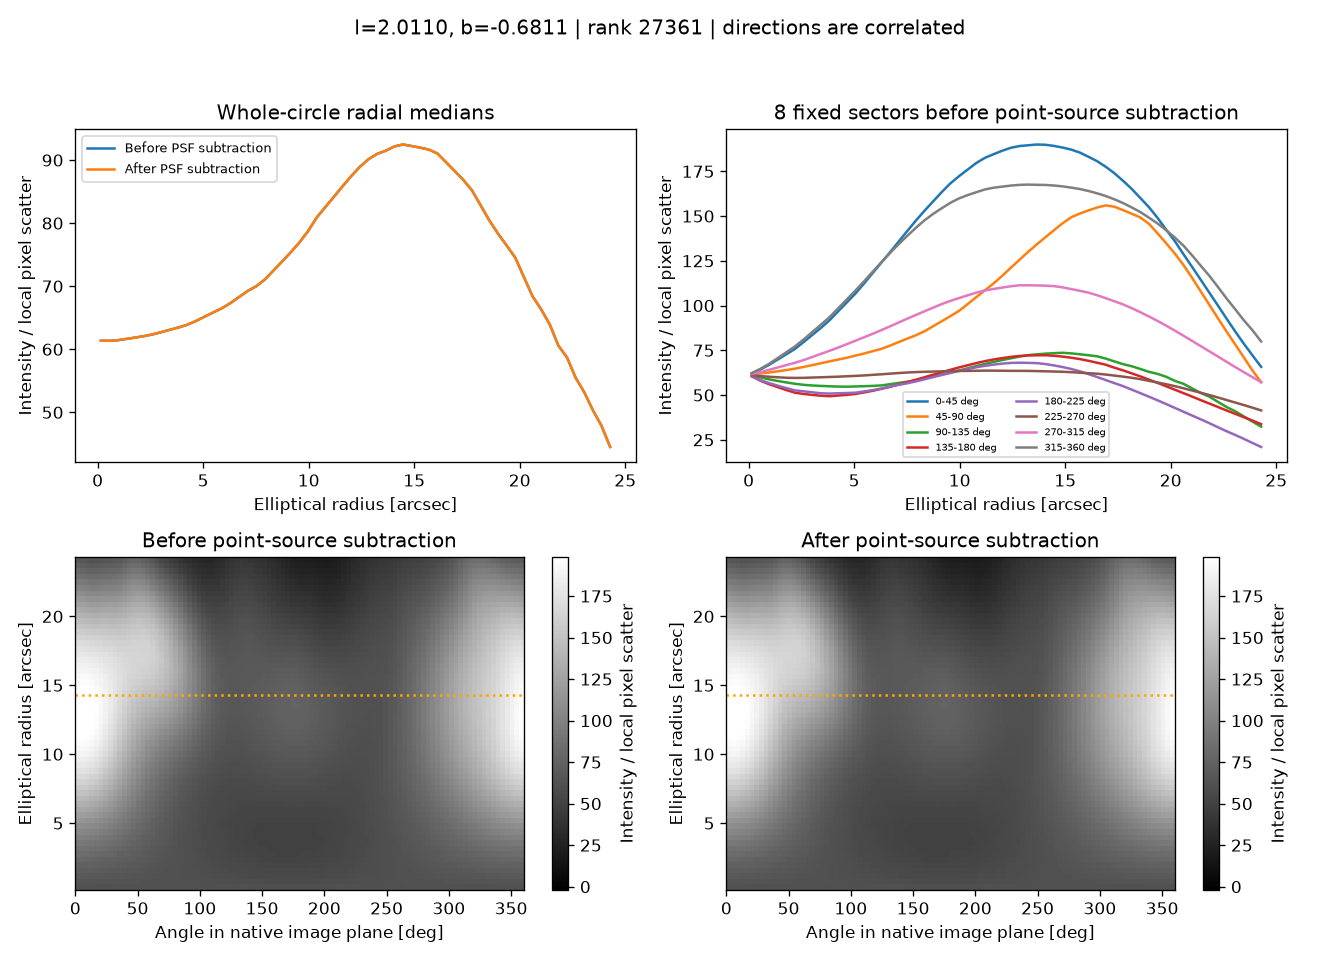 l=2.0110, b=-0.6811 | rank 27361 | directions are correlated
Whole-circle radial medians
Before PSF subtraction
After PSF subtraction
Intensity / local pixel scatter
90
80
70
60
50
0
5
10
15
20
25
Elliptical radius [arcsec]
8 fixed sectors before point-source subtraction
Intensity / local pixel scatter
175
150
125
100
75
50
25
0-45 deg
45-90 deg
90-135 deg
135-180 deg
180-225 deg
225-270 deg
270-315 deg
315-360 deg
0
5
10
15
20
25
Elliptical radius [arcsec]
Before point-source subtraction
Elliptical radius [arcsec]
20
15
10
5
0
50
100
150
200
250
300
350
Angle in native image plane [deg]
175
150
125
100
75
50
25
0
Intensity / local pixel scatter
After point-source subtraction
Elliptical radius [arcsec]
20
15
10
5
0
50
100
150
200
250
300
350
Angle in native image plane [deg]
175
150
125
100
75
50
25
0
Intensity / local pixel scatter